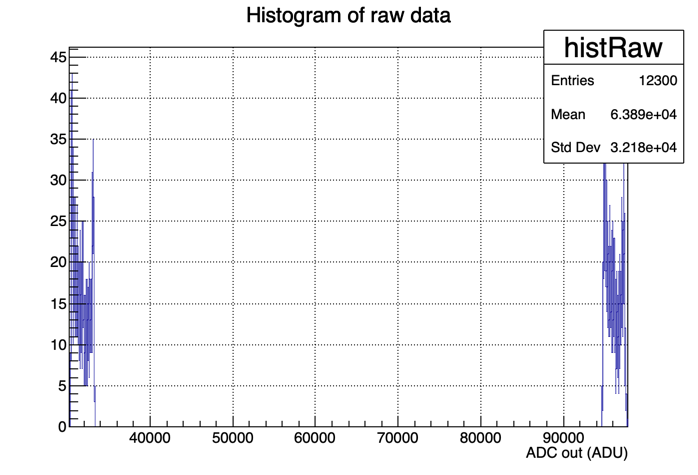 Histogram of raw data
histRaw
Entries 12300
Mean 6.389e+04
Std Dev 3.218e+04
45
40
35
30
25
20
15
10
5
0
40000 50000 60000 70000 80000 90000
ADC out (ADU)